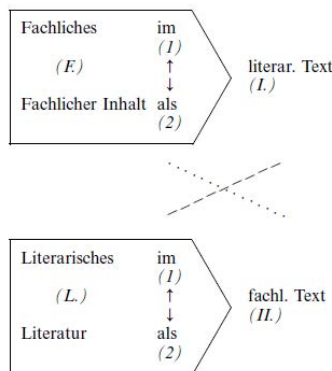 Fachliches im
(1)
(F.) ↑ literar. Text
↓ (I.)
Fachlicher Inhalt als
(2)
Literarisches im
(1)
(L.) ↑ fachl. Text
↓ (II.)
Literatur als
(2)